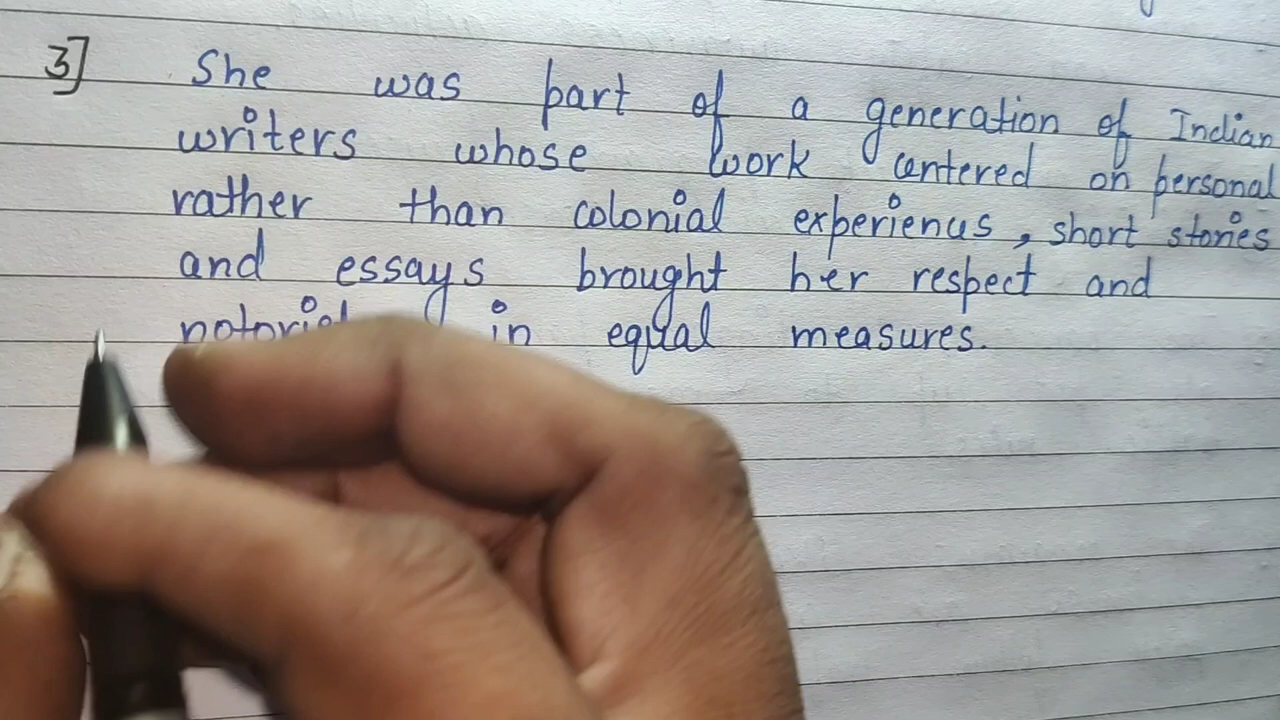 3] She was part of a generation of Indian
writers whose work centered on personal
rather than colonial experiences, short stories
and essays brought her respect and
in equal measures.